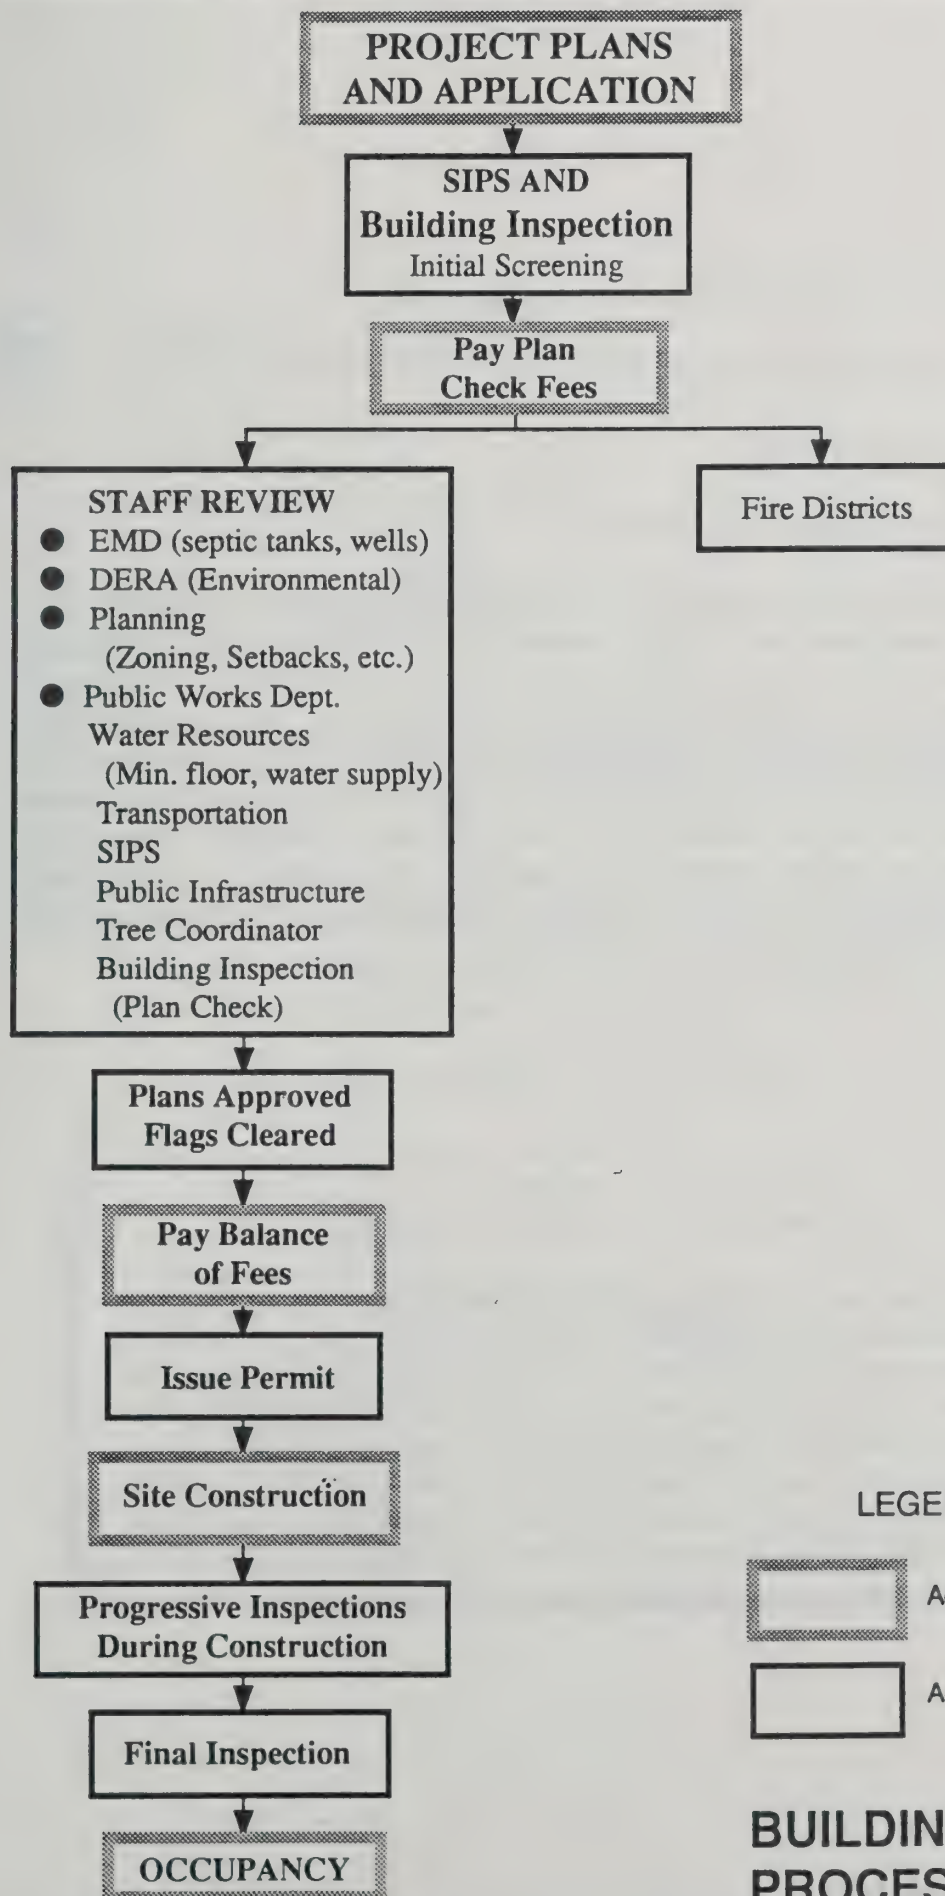 PROJECT PLANS
AND APPLICATION
SIPS AND
Building Inspection
Initial Screening
Pay Plan
Check Fees
STAFF REVIEW
● EMD (septic tanks, wells)
● DERA (Environmental)
● Planning
(Zoning, Setbacks, etc.)
● Public Works Dept.
Water Resources
(Min. floor, water supply)
Transportation
SIPS
Public Infrastructure
Tree Coordinator
Building Inspection
(Plan Check)
Fire Districts
Plans Approved
Flags Cleared
Pay Balance
of Fees
Issue Permit
Site Construction
Progressive Inspections
During Construction
Final Inspection
OCCUPANCY
LEGE
A
A
BUILDIN
PROCES